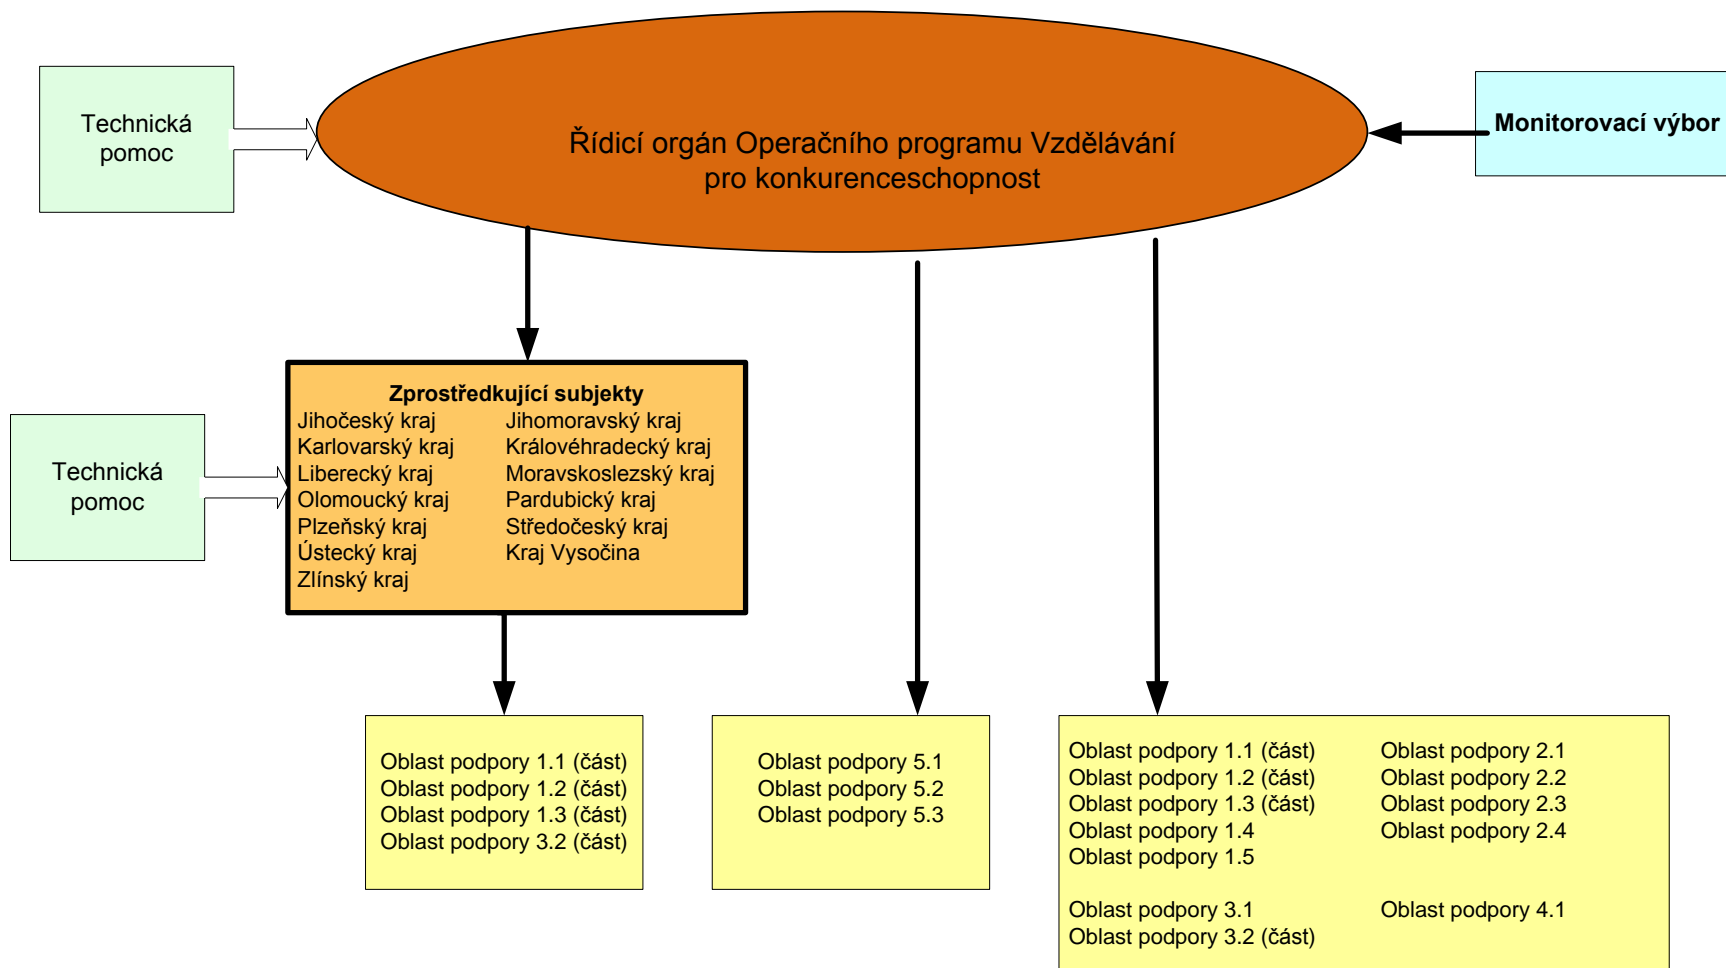 Technická
pomoc
Řídicí orgán Operačního programu Vzdělávání
pro konkurenceschopnost
Monitorovací výbor
Technická
pomoc
Zprostředkující subjekty
Jihočeský kraj
Karlovarský kraj
Liberecký kraj
Olomoucký kraj
Plzeňský kraj
Ústecký kraj
Zlínský kraj
Jihomoravský kraj
Královéhradecký kraj
Moravskoslezský kraj
Pardubický kraj
Středočeský kraj
Kraj Vysočina
Oblast podpory 1.1 (část)
Oblast podpory 1.2 (část)
Oblast podpory 1.3 (část)
Oblast podpory 3.2 (část)
Oblast podpory 5.1
Oblast podpory 5.2
Oblast podpory 5.3
Oblast podpory 1.1 (část)
Oblast podpory 1.2 (část)
Oblast podpory 1.3 (část)
Oblast podpory 1.4
Oblast podpory 1.5
Oblast podpory 2.1
Oblast podpory 2.2
Oblast podpory 2.3
Oblast podpory 2.4
Oblast podpory 3.1
Oblast podpory 3.2 (část)
Oblast podpory 4.1